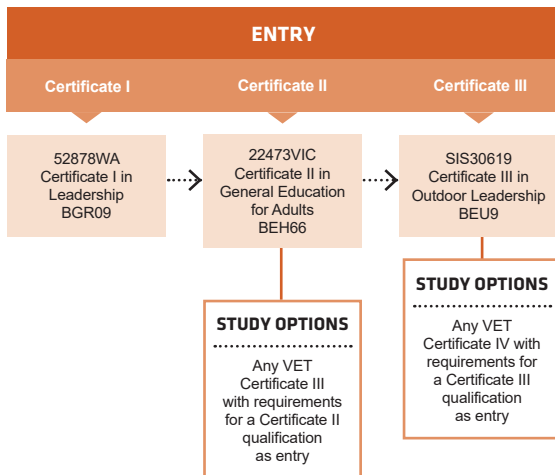 ENTRY
Certificate I
Certificate II
Certificate III
52878WA
Certificate I in
Leadership
BGR09
22473VIC
Certificate II in
General Education
for Adults
BEH66
SIS30619
Certificate III in
Outdoor Leadership
BEU9
STUDY OPTIONS
Any VET
Certificate III
with requirements
for a Certificate II
qualification
as entry
STUDY OPTIONS
Any VET
Certificate IV with
requirements for
a Certificate III
qualification
as entry